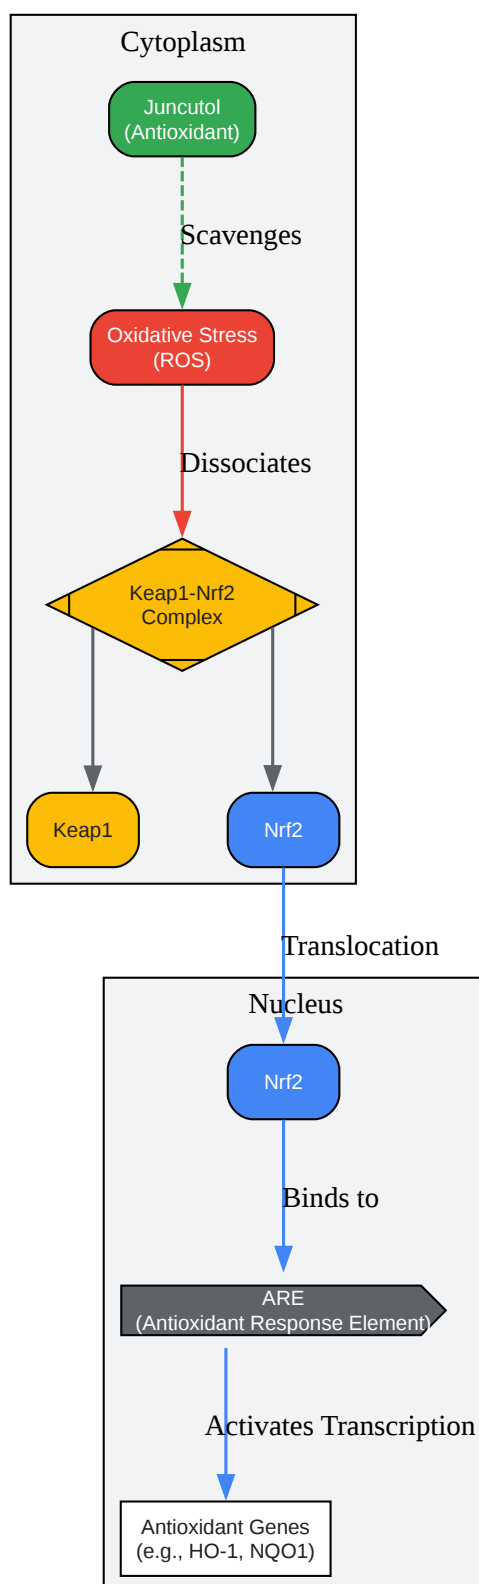 Cytoplasm
Juncutol
(Antioxidant)
Scavenges
Oxidative Stress
(ROS)
Dissociates
Keap1-Nrf2
Complex
Keap1
Nrf2
Translocation
Nucleus
Nrf2
Binds to
ARE
(Antioxidant Response Element)
Activates Transcription
Antioxidant Genes
(e.g., HO-1, NQO1)